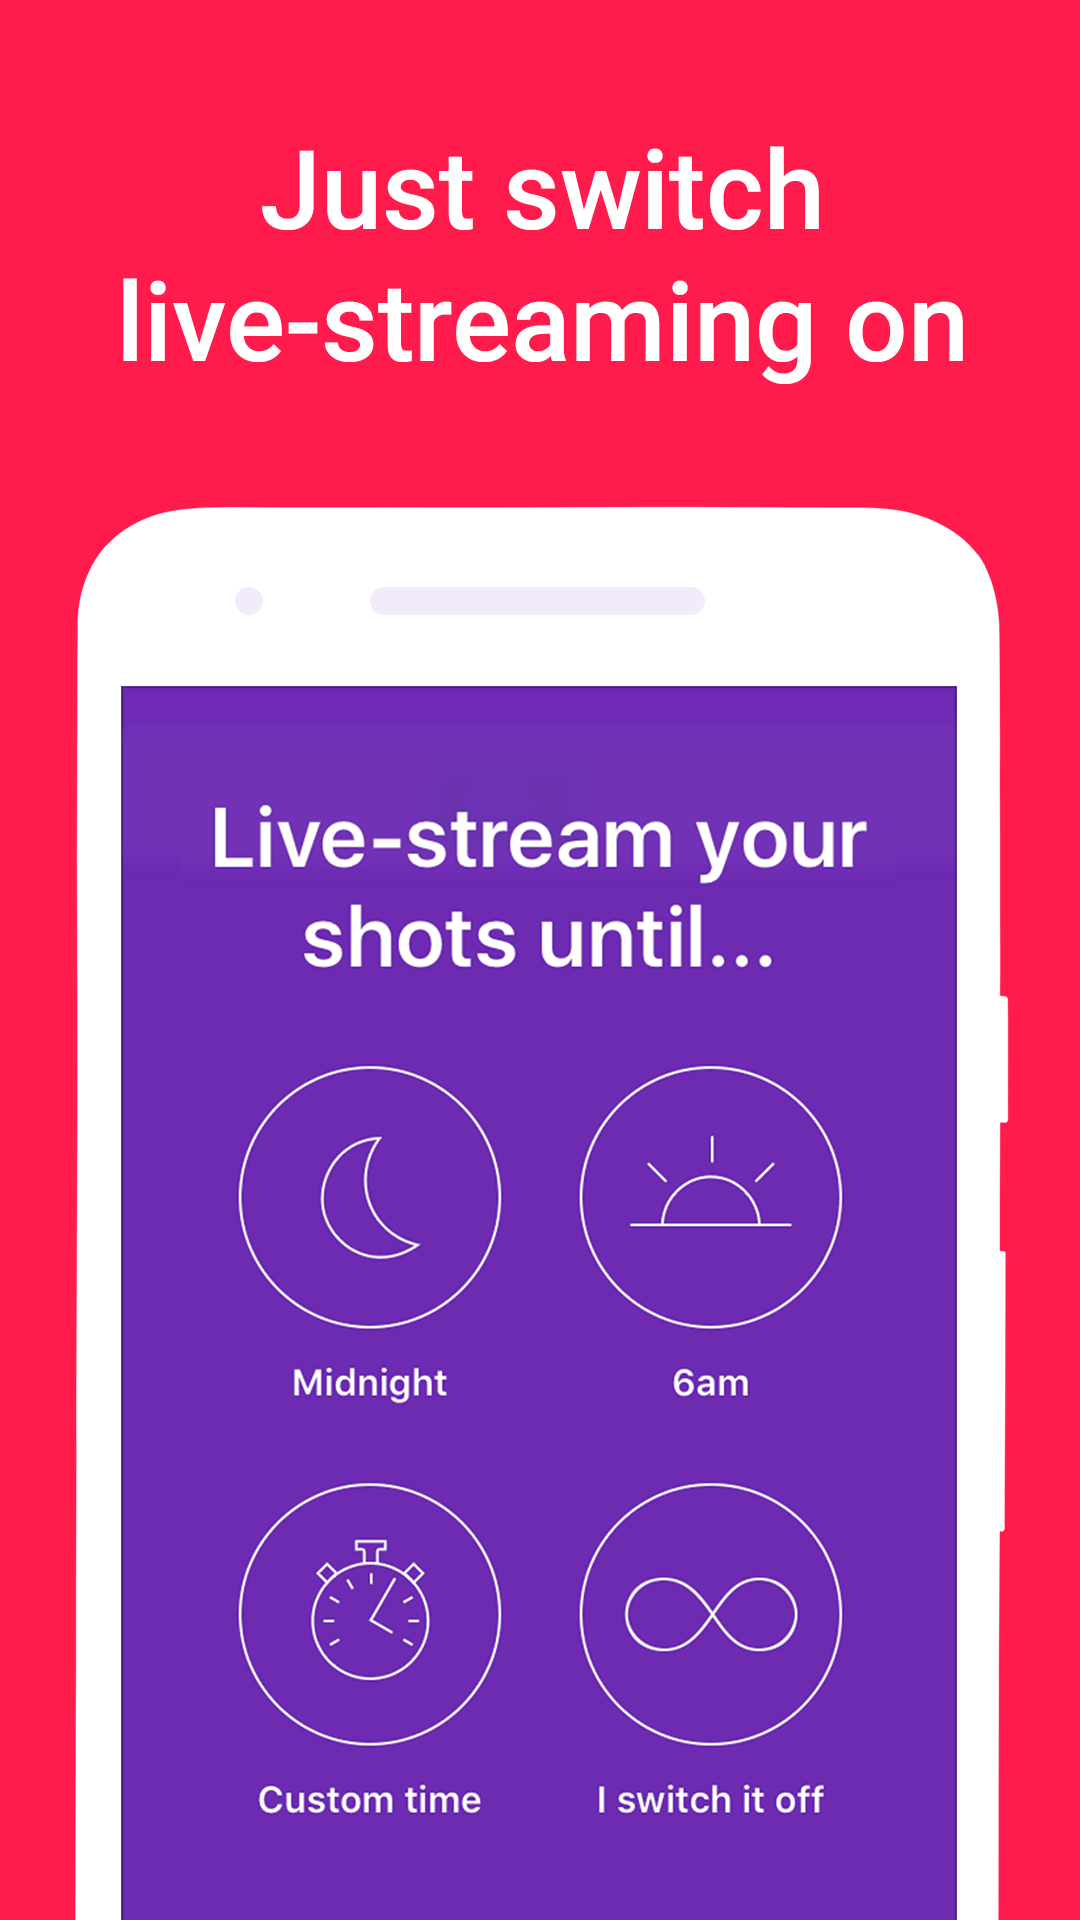 Just switch
live-streaming on
Live-stream your
shots until...
Midnight
6am
Custom time
I switch it off